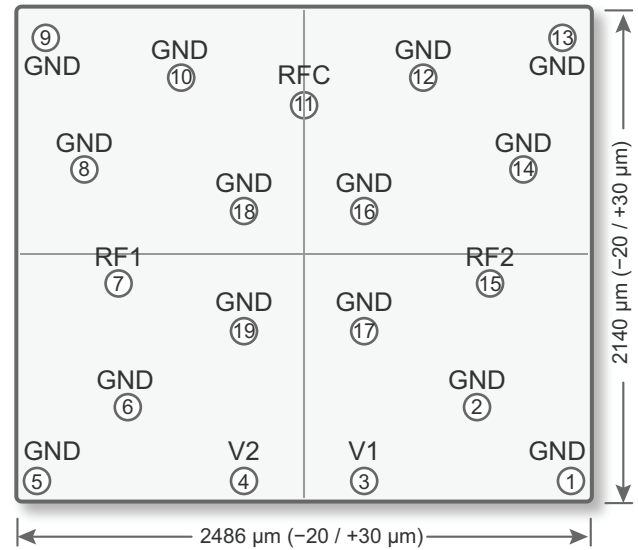 9 GND
GND 10
RFC 11
GND 12
13 GND
GND 8
GND 14
GND 18
GND 16
RF1 7
RF2 15
GND 19
GND 17
GND 6
GND 2
GND 5
V2 4
V1 3
GND 1
2140 µm (−20 / +30 µm)
2486 µm (−20 / +30 µm)